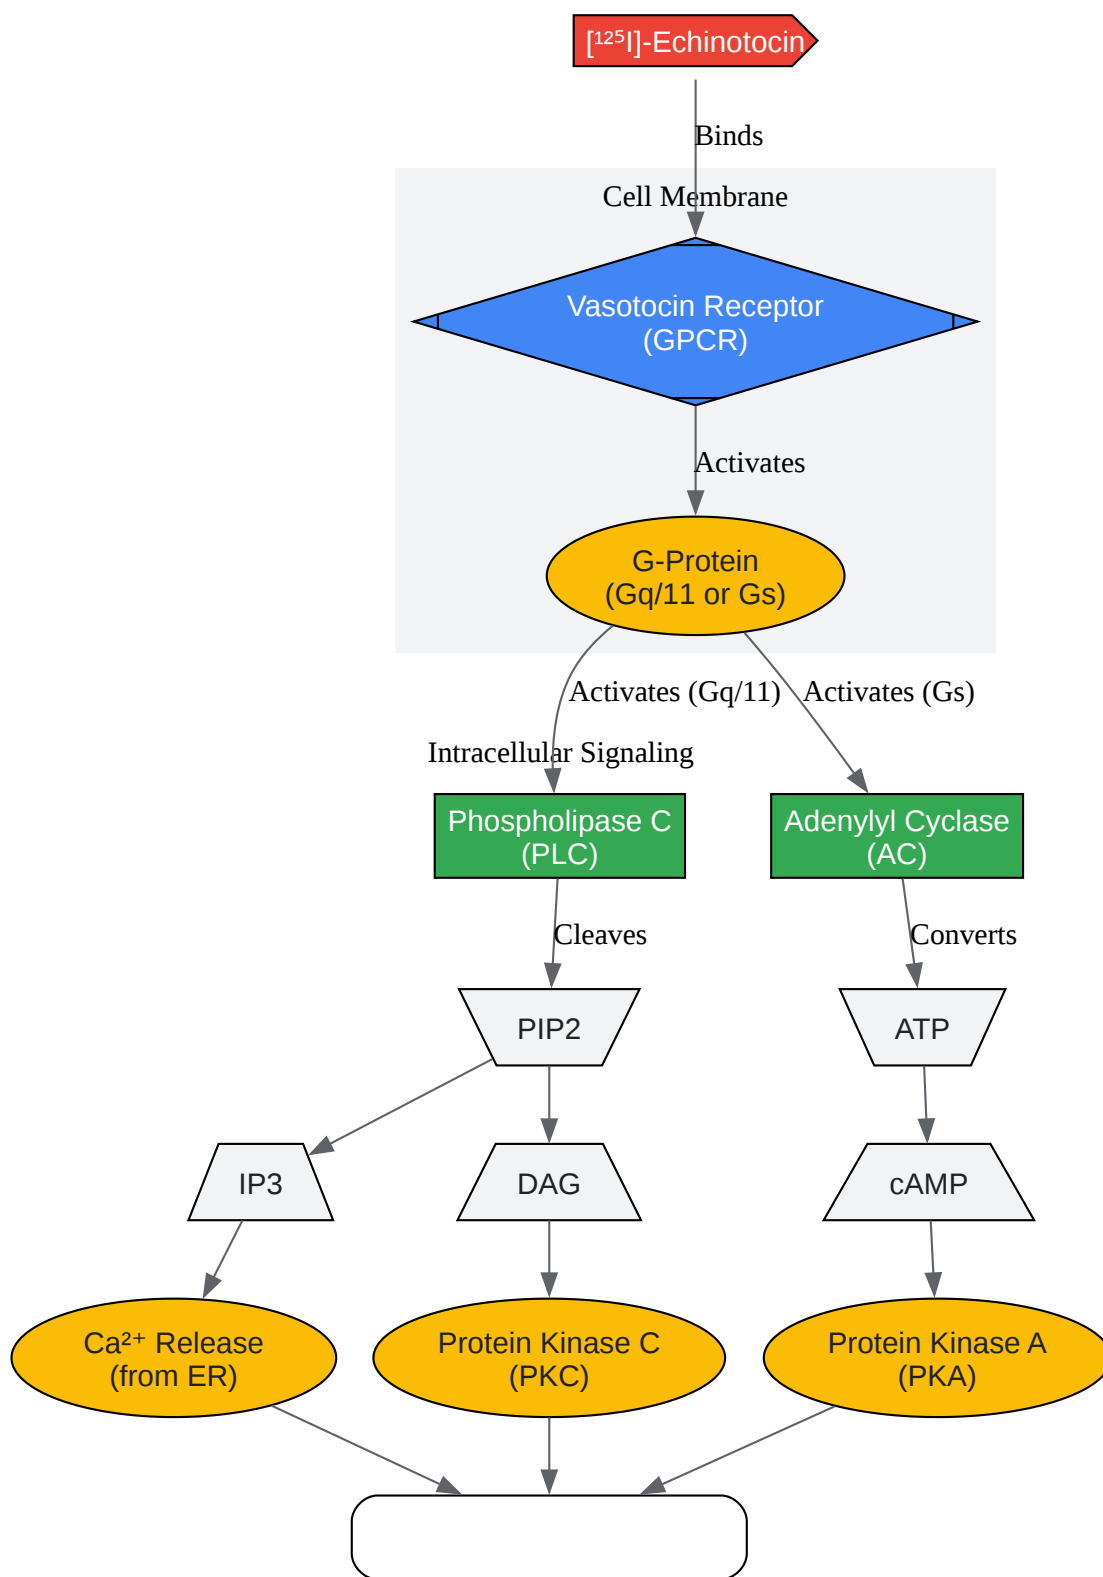 [¹²⁵I]-Echinotocin
Binds
Cell Membrane
Vasotocin Receptor
(GPCR)
Activates
G-Protein
(Gq/11 or Gs)
Activates (Gq/11)
Activates (Gs)
Intracellular Signaling
Phospholipase C
(PLC)
Adenylyl Cyclase
(AC)
Cleaves
Converts
PIP2
ATP
IP3
DAG
cAMP
Ca²⁺ Release
(from ER)
Protein Kinase C
(PKC)
Protein Kinase A
(PKA)